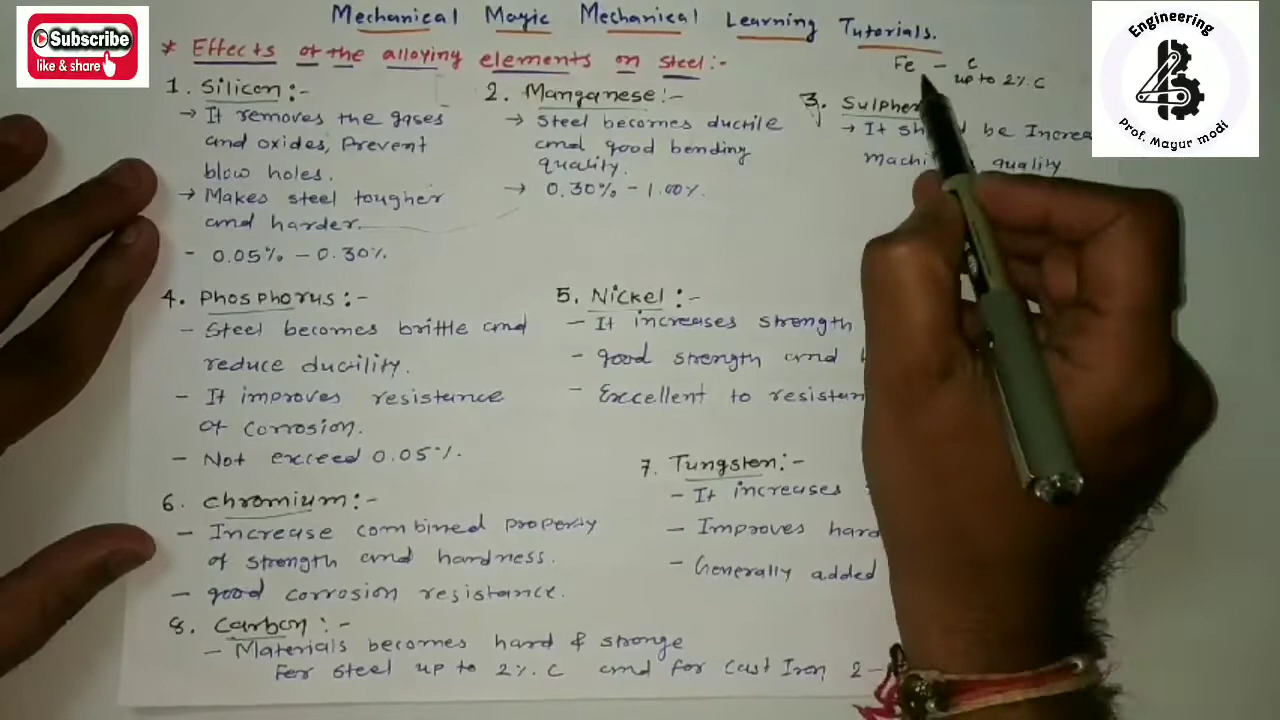 Mechanical Magic Mechanical Learning Tutorials.
Subscribe
like & share
Engineering
Prof. Mayur modi
* Effects of the alloying elements on steel:-
Fe - C
up to 2% C
1. Silicon :-
→ It removes the gases
and oxides, Prevent
blow holes.
→ Makes steel tougher
and harder.
- 0.05% - 0.30%
2. Manganese :-
→ Steel becomes ductile
and good bending
quality.
→ 0.30% - 1.00%.
3. Sulpher
→ It be Increa
quality
4. Phosphorus :-
- Steel becomes brittle and
reduce ductility.
- It improves resistance
of corrosion.
- Not exceed 0.05%.
5. Nickel :-
- It increases strength
- good strength and
- Excellent to resistan
6. Chromium :-
- Increase combined property
of strength and hardness.
- good corrosion resistance.
7. Tungsten :-
- It increases
- Improves hard
- Generally added
8. Carbon :-
- Materials becomes hard & stronge
For steel up to 2%. C and for Cast Iron 2 -